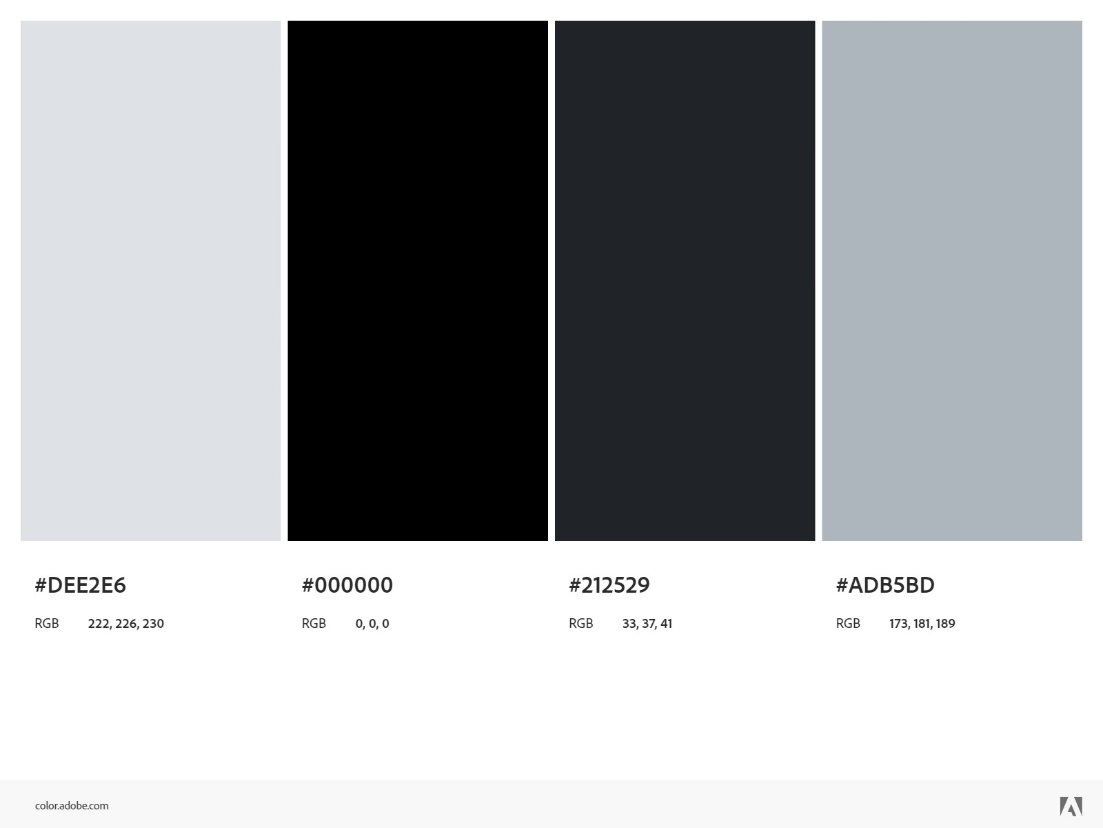 #DEE2E6
RGB 222, 226, 230
#000000
RGB 0, 0, 0
#212529
RGB 33, 37, 41
#ADB5BD
RGB 173, 181, 189
color.adobe.com